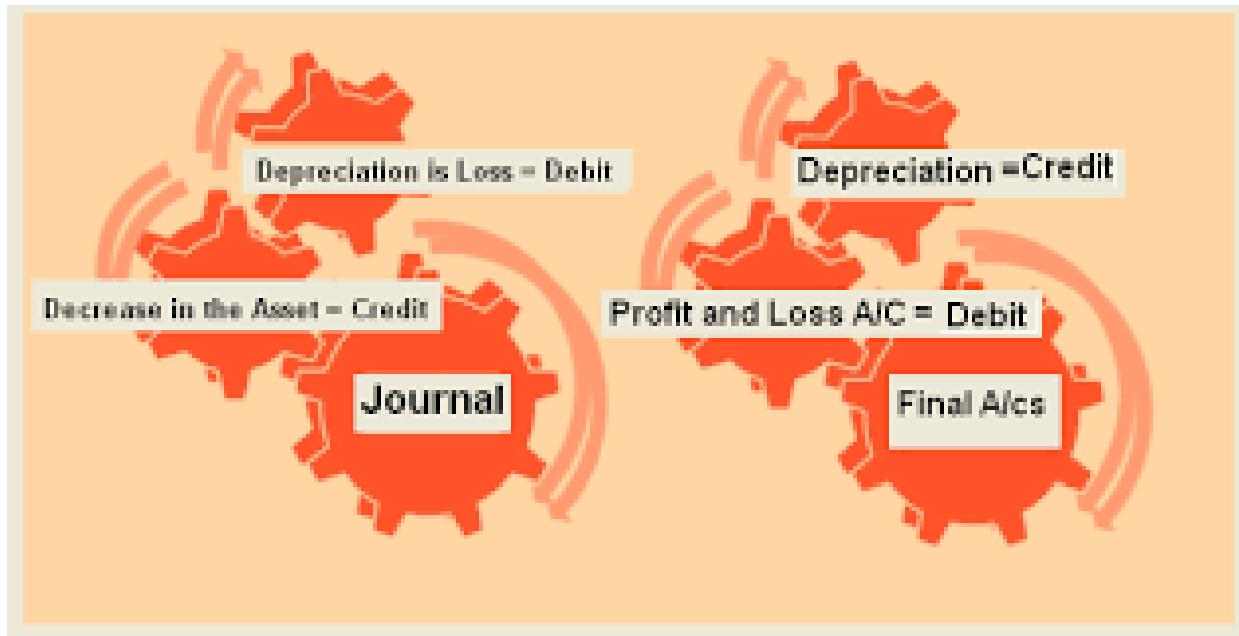 Depreciation is Loss = Debit
Decrease in the Asset = Credit
Journal
Depreciation =Credit
Profit and Loss A/C = Debit
Final A/cs